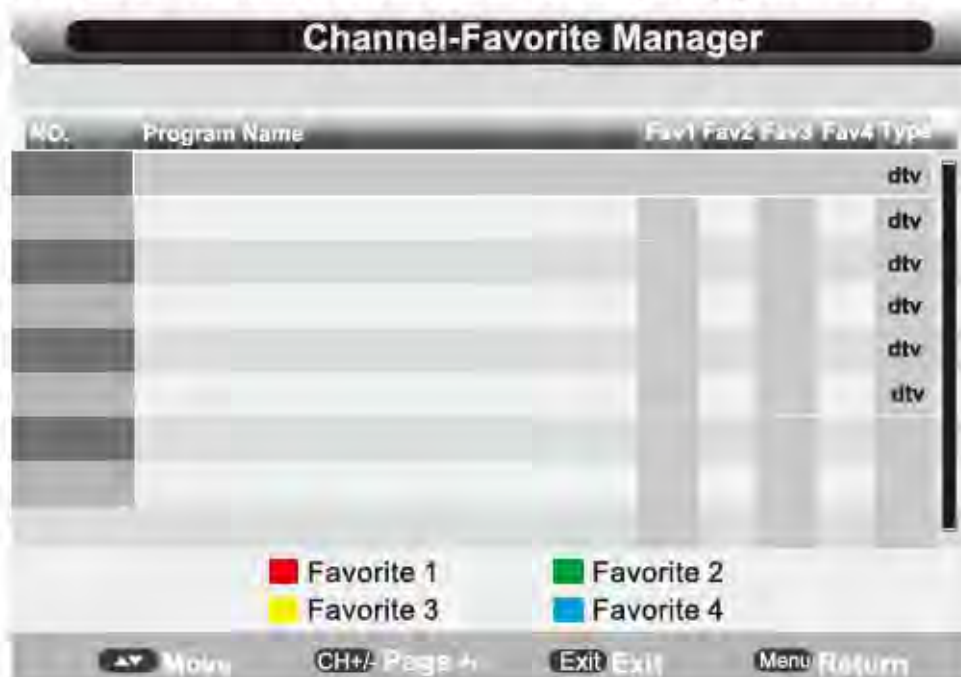 Channel-Favorite Manager
NO. Program Name Fav1 Fav2 Fav3 Fav4 Type
dtv
dtv
dtv
dtv
dtv
dtv
Favorite 1 Favorite 2
Favorite 3 Favorite 4
Move CH+/- Page +/- Exit Exit Menu Return